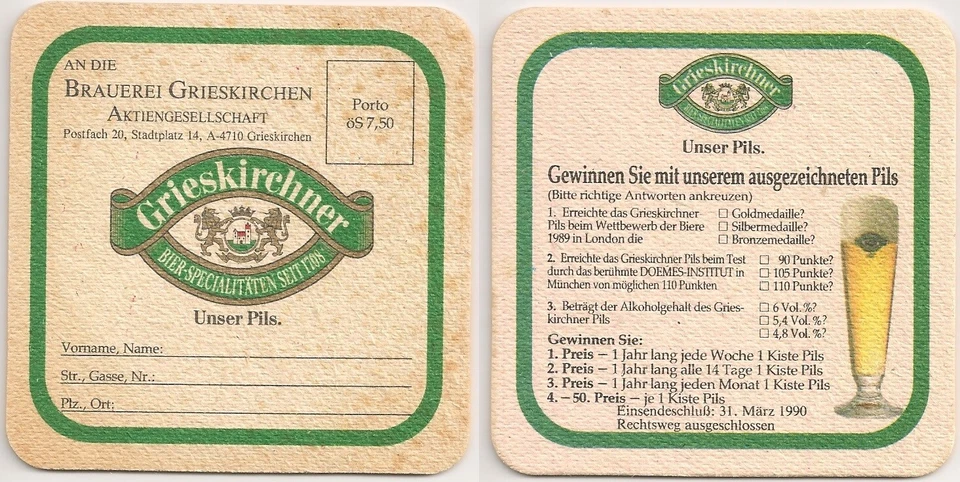 AN DIE
BRAUEREI GRIESKIRCHEN
AKTIENGESELLSCHAFT
Postfach 20, Stadtplatz 14, A-4710 Grieskirchen
Porto
öS 7,50
Grieskirchner
BIER-SPECIALITÄTEN SEIT 1708
Unser Pils.
Vorname, Name:
Str., Gasse, Nr.:
Plz., Ort:
Grieskirchner
BIER-SPECIALITÄTEN SEIT 1708
Unser Pils.
Gewinnen Sie mit unserem ausgezeichneten Pils
(Bitte richtige Antworten ankreuzen)
1. Erreichte das Grieskirchner
Pils beim Wettbewerb der Biere
1989 in London die
☐ Goldmedaille?
☐ Silbermedaille?
☐ Bronzemedaille?
2. Erreichte das Grieskirchner Pils beim Test
durch das berühmte DOEMES-INSTITUT in
München von möglichen 110 Punkten
☐ 90 Punkte?
☐ 105 Punkte?
☐ 110 Punkte?
3. Beträgt der Alkoholgehalt des Gries-
kirchner Pils
☐ 6 Vol.%?
☐ 5,4 Vol.%?
☐ 4,8 Vol.%?
Gewinnen Sie:
1. Preis – 1 Jahr lang jede Woche 1 Kiste Pils
2. Preis – 1 Jahr lang alle 14 Tage 1 Kiste Pils
3. Preis – 1 Jahr lang jeden Monat 1 Kiste Pils
4.–50. Preis – je 1 Kiste Pils
Einsendeschluß: 31. März 1990
Rechtsweg ausgeschlossen